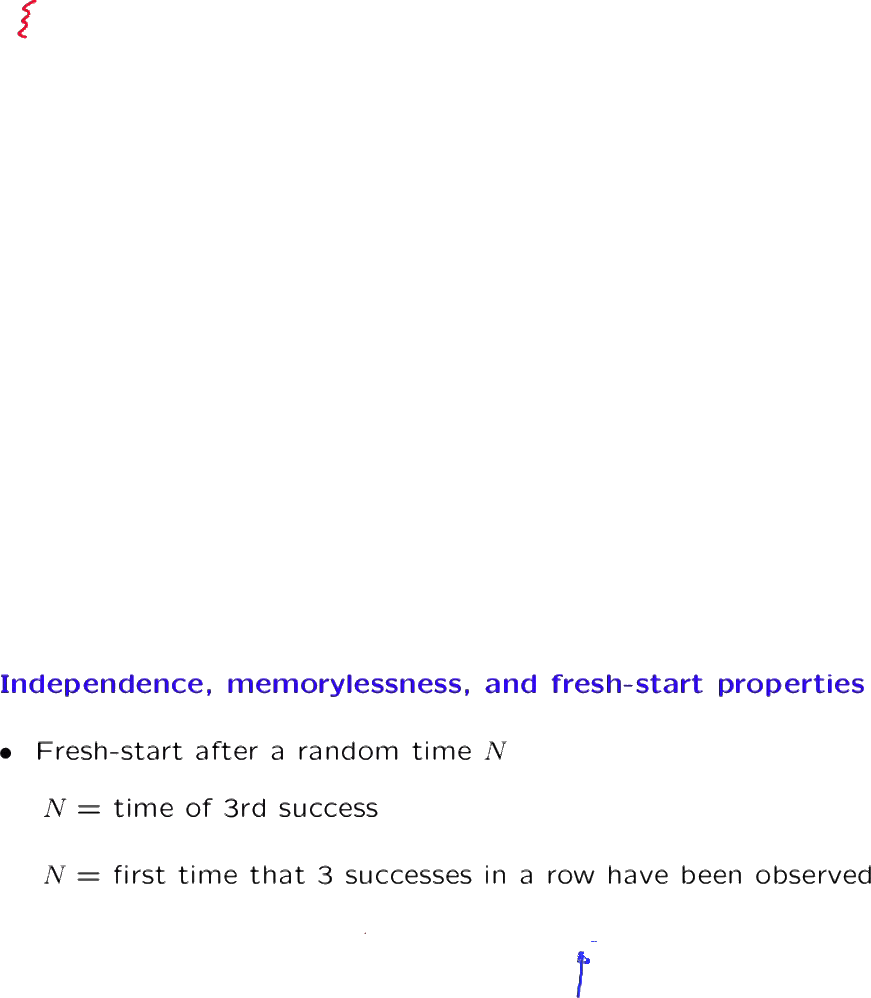 Independence, memorylessness, and fresh-start properties
• Fresh-start after a random time N
N = time of 3rd success
N = first time that 3 successes in a row have been observed